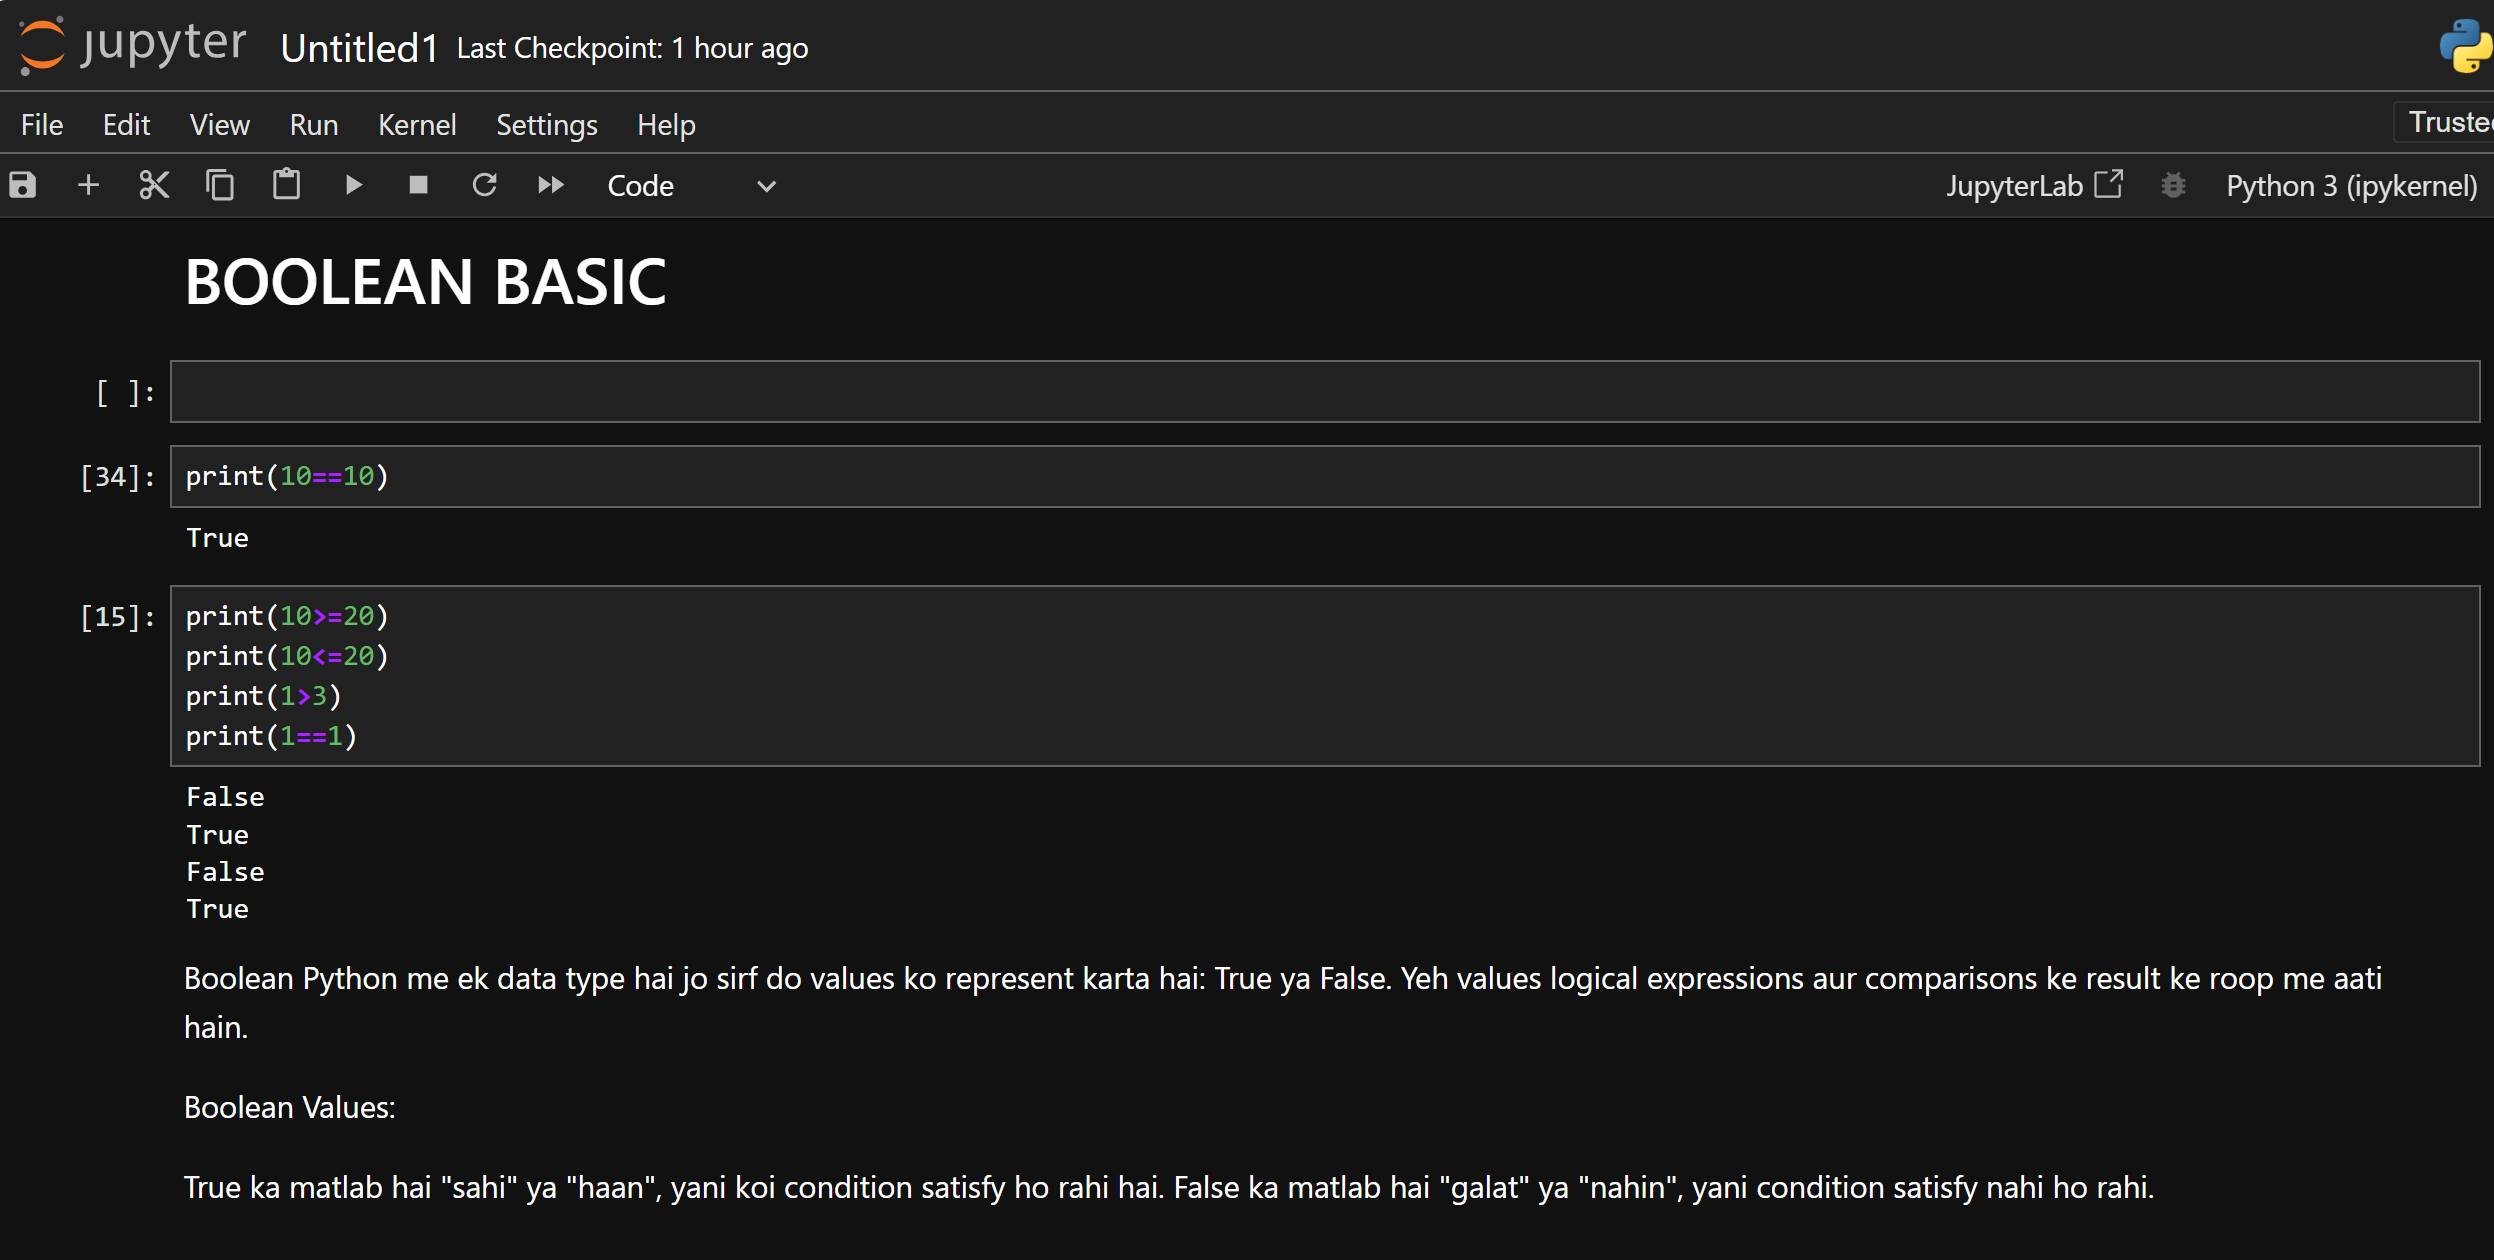 jupyter Untitled1 Last Checkpoint: 1 hour ago
File Edit View Run Kernel Settings Help Trusted
Code JupyterLab Python 3 (ipykernel)
BOOLEAN BASIC
[ ]:
[34]: print(10==10)
True
[15]: print(10>=20)
print(10<=20)
print(1>3)
print(1==1)
False
True
False
True
Boolean Python me ek data type hai jo sirf do values ko represent karta hai: True ya False. Yeh values logical expressions aur comparisons ke result ke roop me aati
hain.
Boolean Values:
True ka matlab hai "sahi" ya "haan", yani koi condition satisfy ho rahi hai. False ka matlab hai "galat" ya "nahin", yani condition satisfy nahi ho rahi.